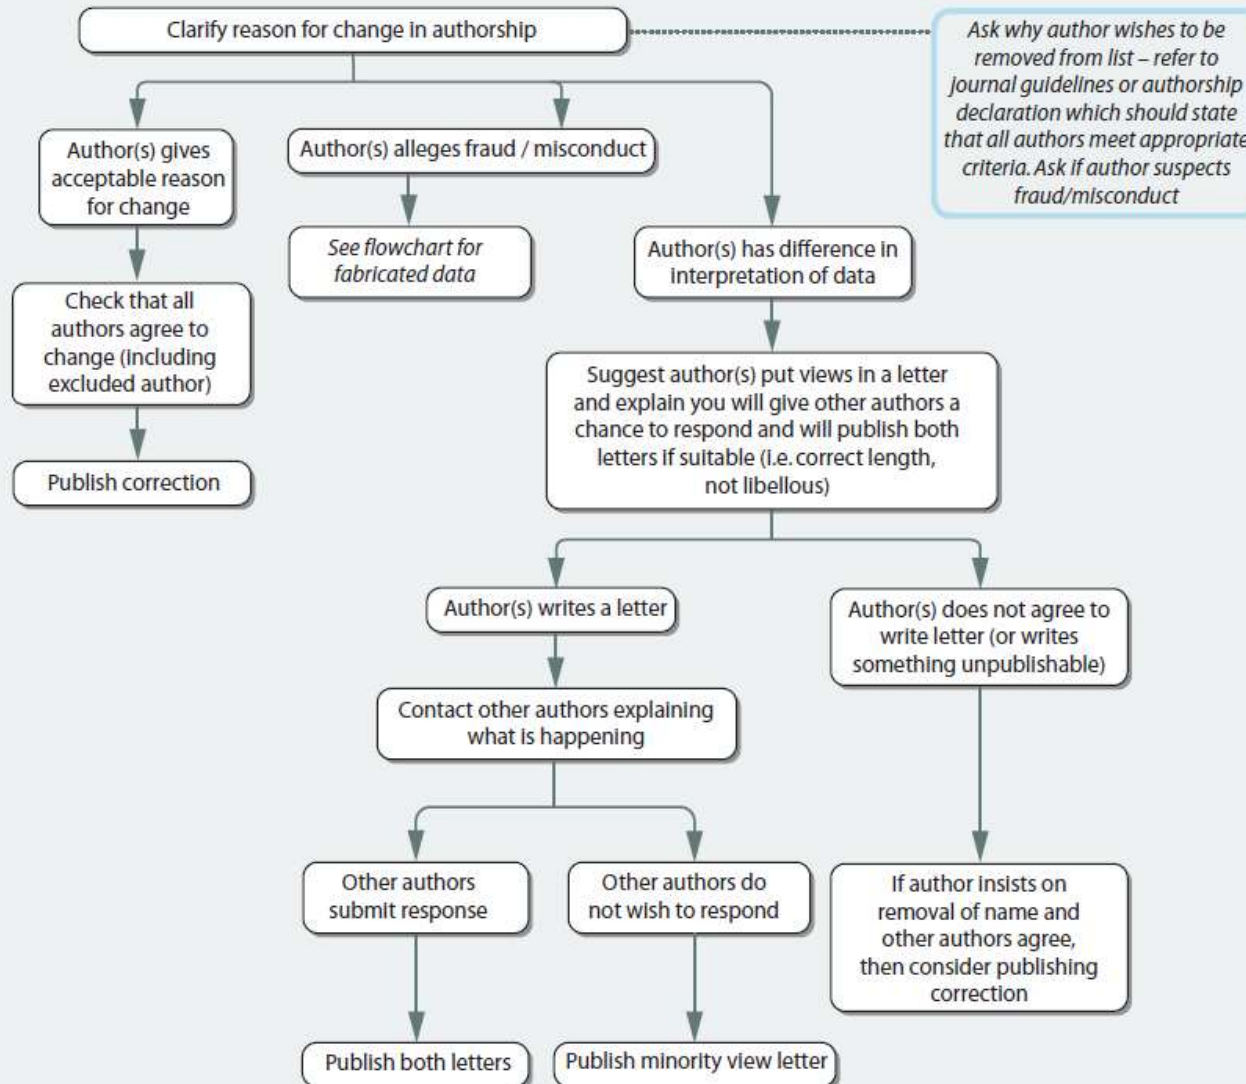 Clarify reason for change in authorship
Ask why author wishes to be
removed from list – refer to
journal guidelines or authorship
declaration which should state
that all authors meet appropriate
criteria. Ask if author suspects
fraud/misconduct
Author(s) gives
acceptable reason
for change
Author(s) alleges fraud / misconduct
See flowchart for
fabricated data
Author(s) has difference in
interpretation of data
Check that all
authors agree to
change (including
excluded author)
Publish correction
Suggest author(s) put views in a letter
and explain you will give other authors a
chance to respond and will publish both
letters if suitable (i.e. correct length,
not libellous)
Author(s) writes a letter
Author(s) does not agree to
write letter (or writes
something unpublishable)
Contact other authors explaining
what is happening
Other authors
submit response
Other authors do
not wish to respond
If author insists on
removal of name and
other authors agree,
then consider publishing
correction
Publish both letters
Publish minority view letter